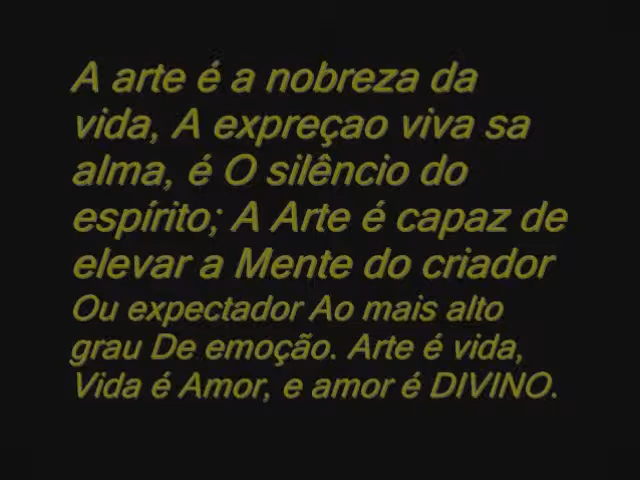 A arte é a nobreza da
vida, A expreçao viva sa
alma, é O silêncio do
espírito; A Arte é capaz de
elevar a Mente do criador
Ou expectador Ao mais alto
grau De emoção. Arte é vida,
Vida é Amor, e amor é DIVINO.